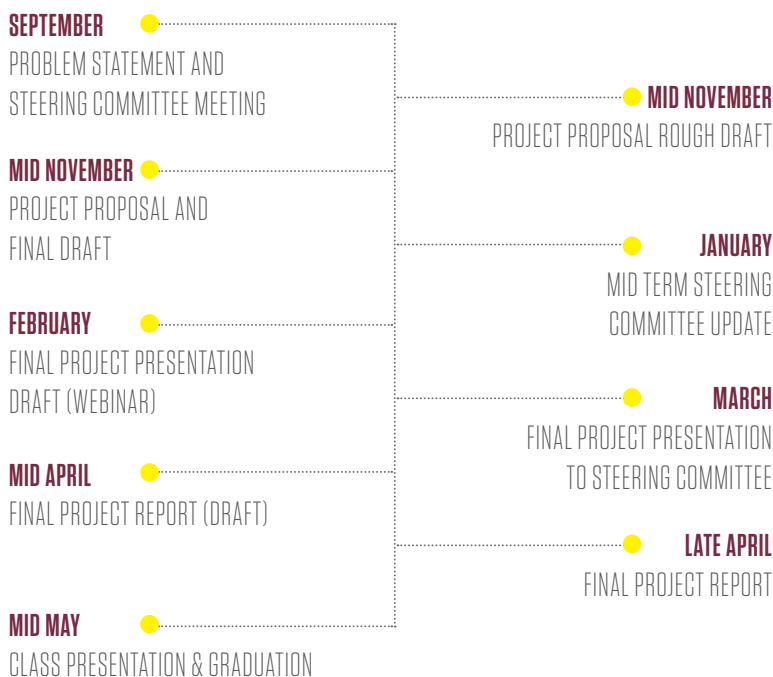 SEPTEMBER
PROBLEM STATEMENT AND
STEERING COMMITTEE MEETING
MID NOVEMBER
PROJECT PROPOSAL ROUGH DRAFT
MID NOVEMBER
PROJECT PROPOSAL AND
FINAL DRAFT
JANUARY
MID TERM STEERING
COMMITTEE UPDATE
FEBRUARY
FINAL PROJECT PRESENTATION
DRAFT (WEBINAR)
MARCH
FINAL PROJECT PRESENTATION
TO STEERING COMMITTEE
MID APRIL
FINAL PROJECT REPORT (DRAFT)
LATE APRIL
FINAL PROJECT REPORT
MID MAY
CLASS PRESENTATION & GRADUATION